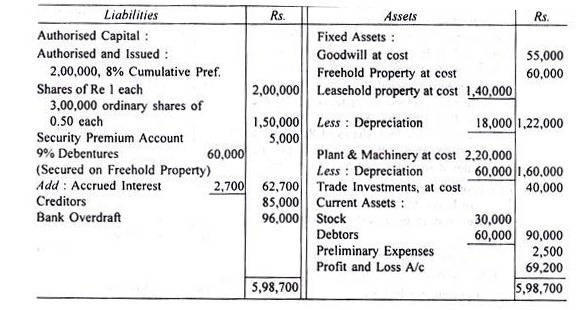 Liabilities Rs. Assets Rs.
Authorised Capital : Fixed Assets :
Authorised and Issued : Goodwill at cost 55,000
2,00,000, 8% Cumulative Pref. Freehold Property at cost 60,000
Shares of Re 1 each 2,00,000 Leasehold property at cost 1,40,000
3,00,000 ordinary shares of
0.50 each 1,50,000 Less : Depreciation 18,000 1,22,000
Security Premium Account 5,000
9% Debentures 60,000 Plant & Machinery at cost 2,20,000
(Secured on Freehold Property) Less : Depreciation 60,000 1,60,000
Add : Accrued Interest 2,700 62,700 Trade Investments, at cost 40,000
Creditors 85,000 Current Assets :
Bank Overdraft 96,000 Stock 30,000
Debtors 60,000 90,000
Preliminary Expenses 2,500
Profit and Loss A/c 69,200
5,98,700 5,98,700